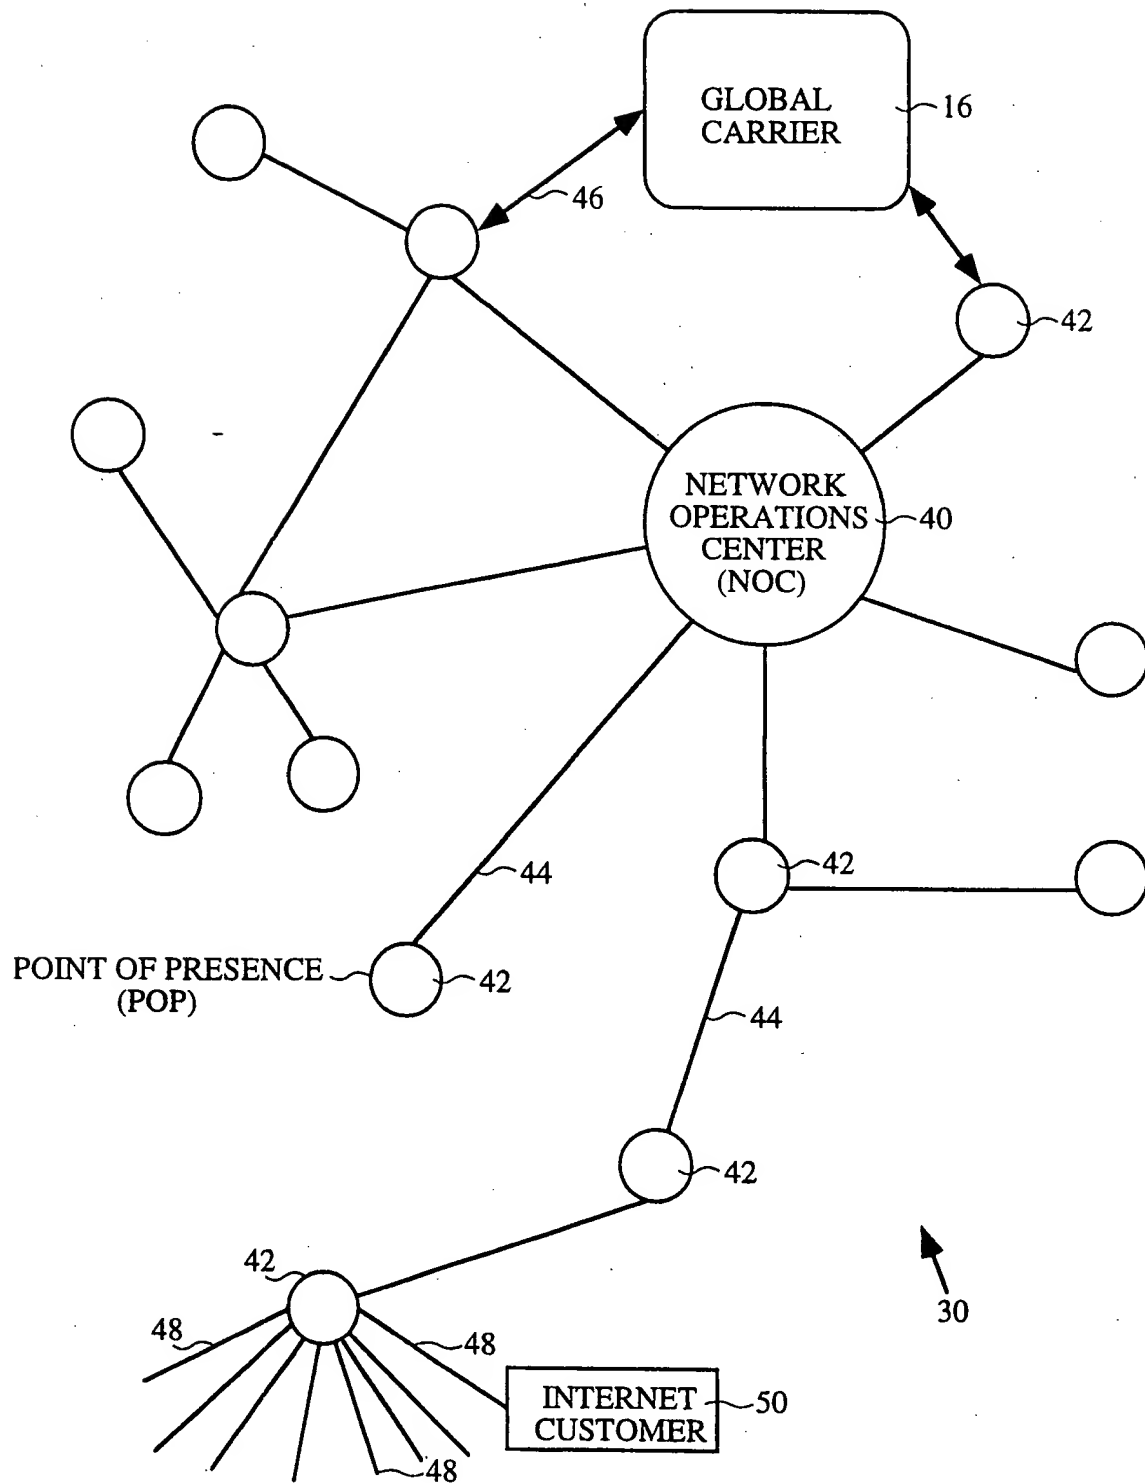 GLOBAL
CARRIER
16
46
42
NETWORK
OPERATIONS
CENTER
(NOC)
40
42
44
POINT OF PRESENCE
(POP)
42
44
42
42
30
48
48
INTERNET
CUSTOMER
50
48